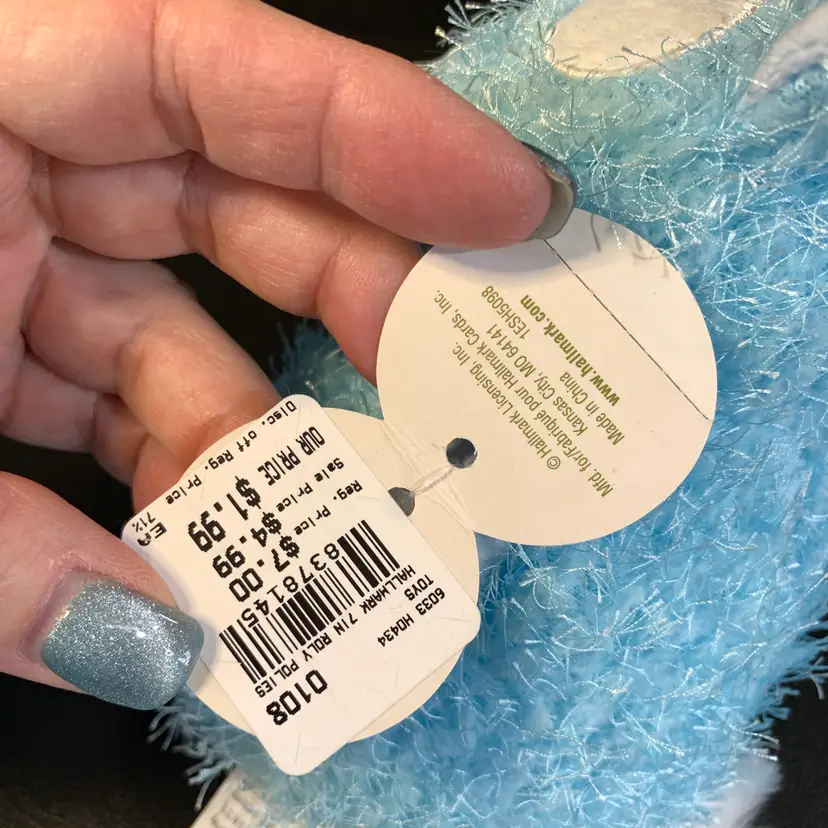 © Hallmark Licensing, Inc.
Mfd. for/Fabriqué pour Hallmark Cards, Inc.
Kansas City, MO 64141
Made in China 1ESH5098
www.hallmark.com
6033 H0434 0108
TOYS
HALLMARK 7IN ROLY POLIES
83778145
Reg. Price $7.00
Sale Price $4.99
OUR PRICE $1.99
Disc. off Reg. Price 71% EA